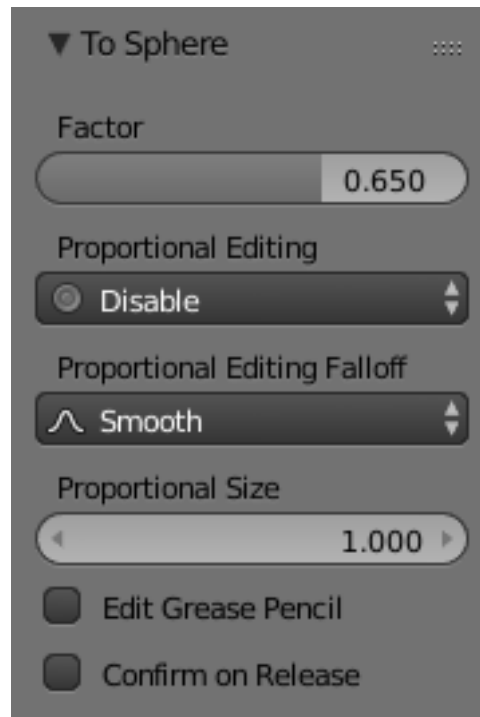 To Sphere
Factor
0.650
Proportional Editing
Disable
Proportional Editing Falloff
Smooth
Proportional Size
1.000
Edit Grease Pencil
Confirm on Release